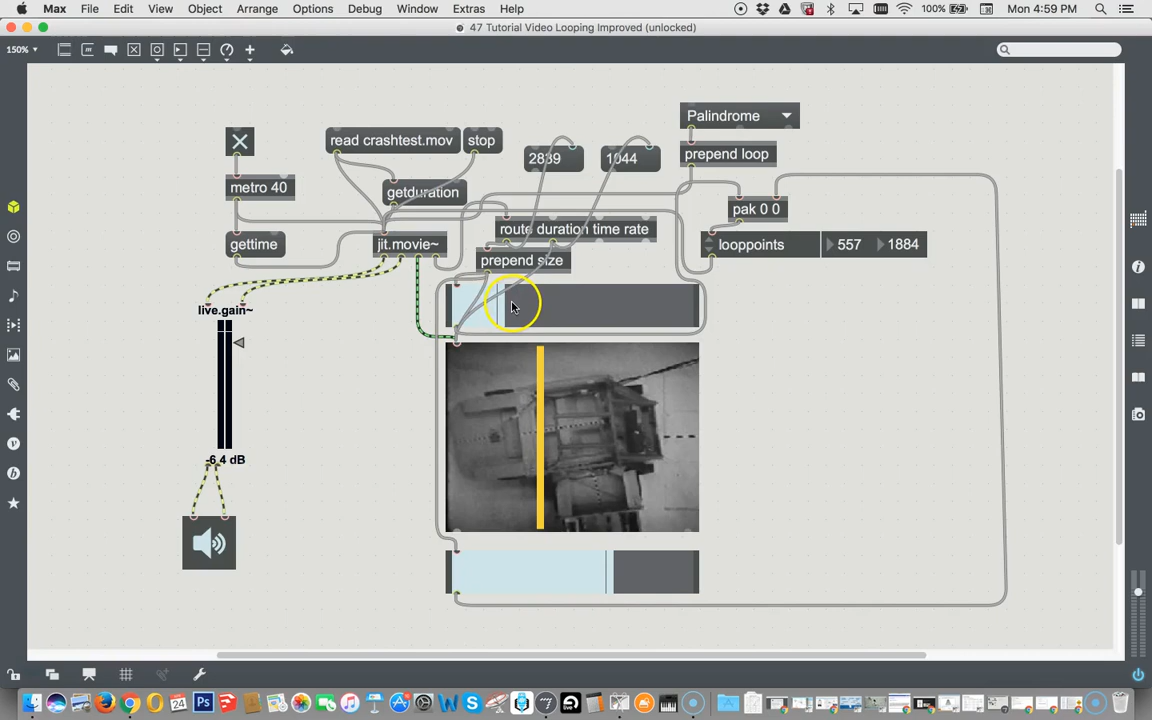 Max File Edit View Object Arrange Options Debug Window Extras Help
100% Mon 4:59 PM
47 Tutorial Video Looping Improved (unlocked)
150%
Palindrome
read crashtest.mov stop
2839 1044
prepend loop
metro 40
getduration
pak 0 0
route duration time rate
gettime
jit.movie~
looppoints 557 1884
prepend size
live.gain~
-6.4 dB